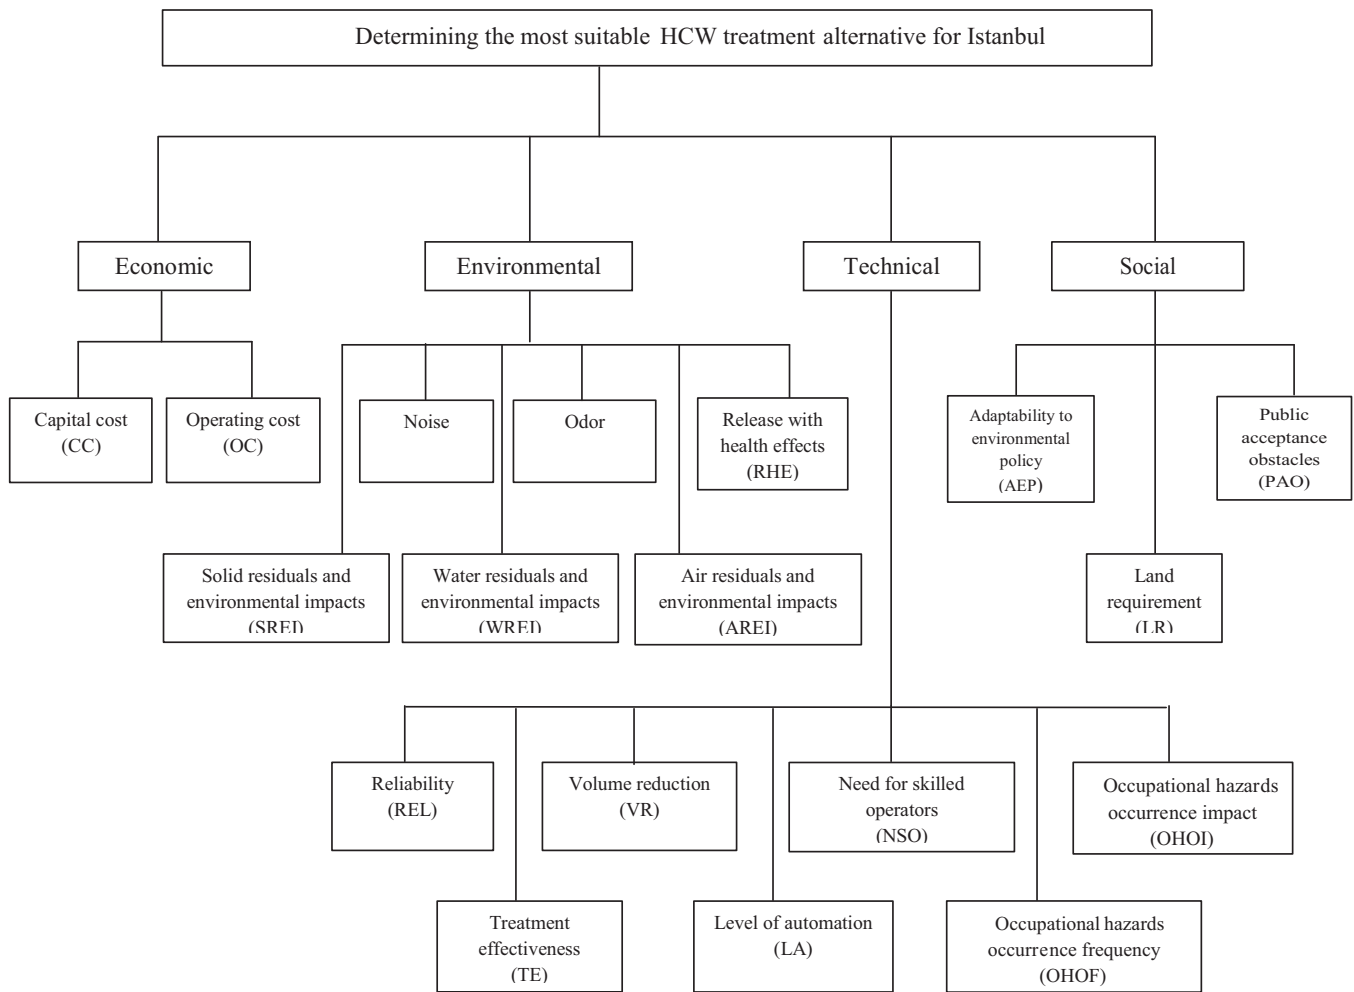 Determining the most suitable HCW treatment alternative for Istanbul
Economic
Environmental
Technical
Social
Capital cost
(CC)
Operating cost
(OC)
Noise
Odor
Release with
health effects
(RHE)
Adaptability to
environmental
policy
(AEP)
Public
acceptance
obstacles
(PAO)
Solid residuals and
environmental impacts
(SREI)
Water residuals and
environmental impacts
(WREI)
Air residuals and
environmental impacts
(AREI)
Land
requirement
(LR)
Reliability
(REL)
Volume reduction
(VR)
Need for skilled
operators
(NSO)
Occupational hazards
occurrence impact
(OHOI)
Treatment
effectiveness
(TE)
Level of automation
(LA)
Occupational hazards
occurrence frequency
(OHOF)